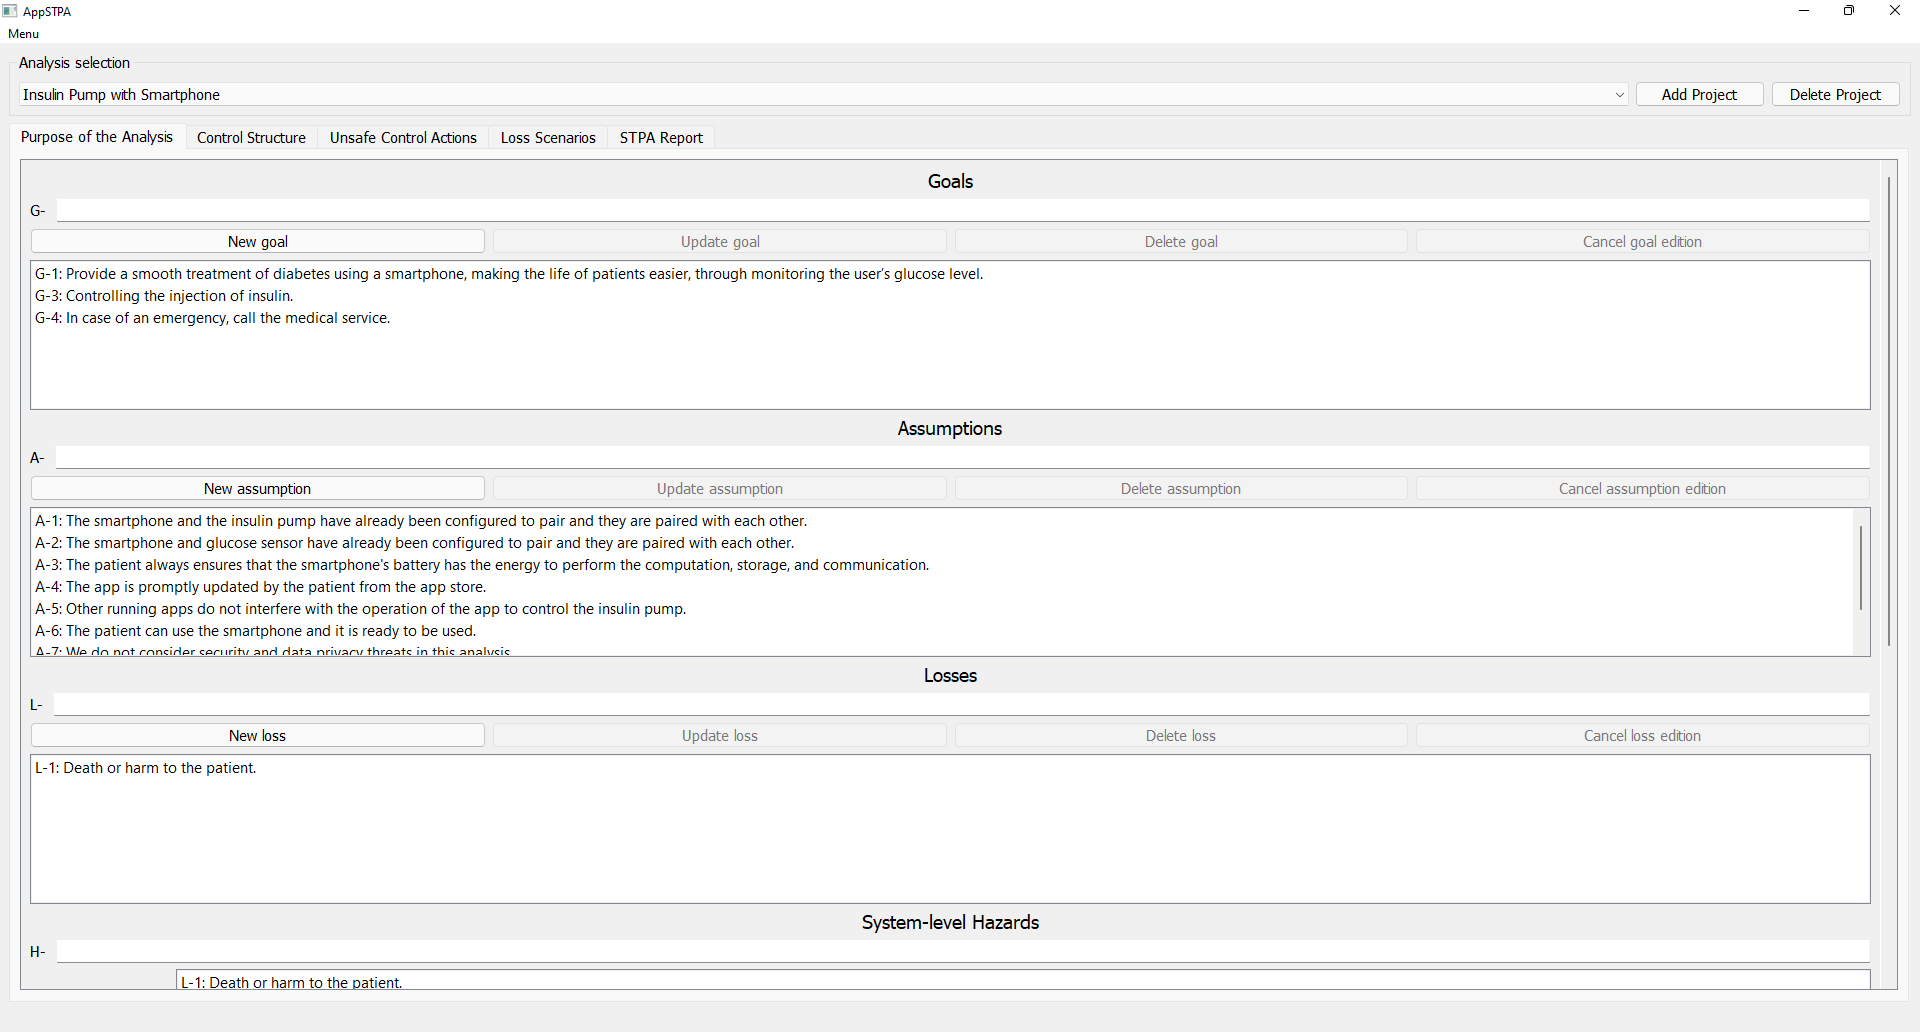 AppSTPA
Menu
Analysis selection
Insulin Pump with Smartphone
Add Project
Delete Project
Purpose of the Analysis
Control Structure
Unsafe Control Actions
Loss Scenarios
STPA Report
Goals
G-
New goal
Update goal
Delete goal
Cancel goal edition
G-1: Provide a smooth treatment of diabetes using a smartphone, making the life of patients easier, through monitoring the user's glucose level.
G-3: Controlling the injection of insulin.
G-4: In case of an emergency, call the medical service.
Assumptions
A-
New assumption
Update assumption
Delete assumption
Cancel assumption edition
A-1: The smartphone and the insulin pump have already been configured to pair and they are paired with each other.
A-2: The smartphone and glucose sensor have already been configured to pair and they are paired with each other.
A-3: The patient always ensures that the smartphone's battery has the energy to perform the computation, storage, and communication.
A-4: The app is promptly updated by the patient from the app store.
A-5: Other running apps do not interfere with the operation of the app to control the insulin pump.
A-6: The patient can use the smartphone and it is ready to be used.
A-7: We do not consider security and data privacy threats in this analysis
Losses
L-
New loss
Update loss
Delete loss
Cancel loss edition
L-1: Death or harm to the patient.
System-level Hazards
H-
L-1: Death or harm to the patient.